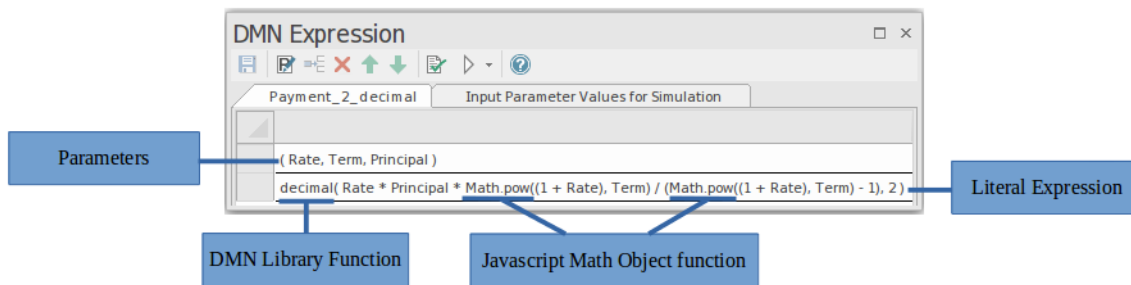 DMN Expression
Payment_2_decimal
Input Parameter Values for Simulation
Parameters
( Rate, Term, Principal )
decimal( Rate * Principal * Math.pow((1 + Rate), Term) / (Math.pow((1 + Rate), Term) - 1), 2 )
Literal Expression
DMN Library Function
Javascript Math Object function